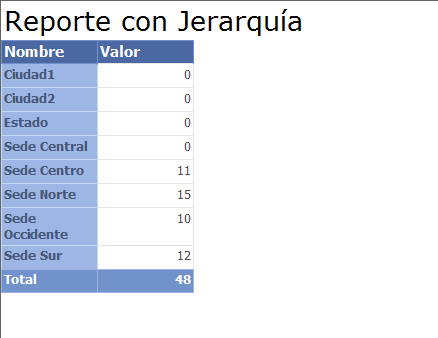 Reporte con Jerarquía
Nombre Valor
Ciudad1 0
Ciudad2 0
Estado 0
Sede Central 0
Sede Centro 11
Sede Norte 15
Sede 10
Occidente
Sede Sur 12
Total 48